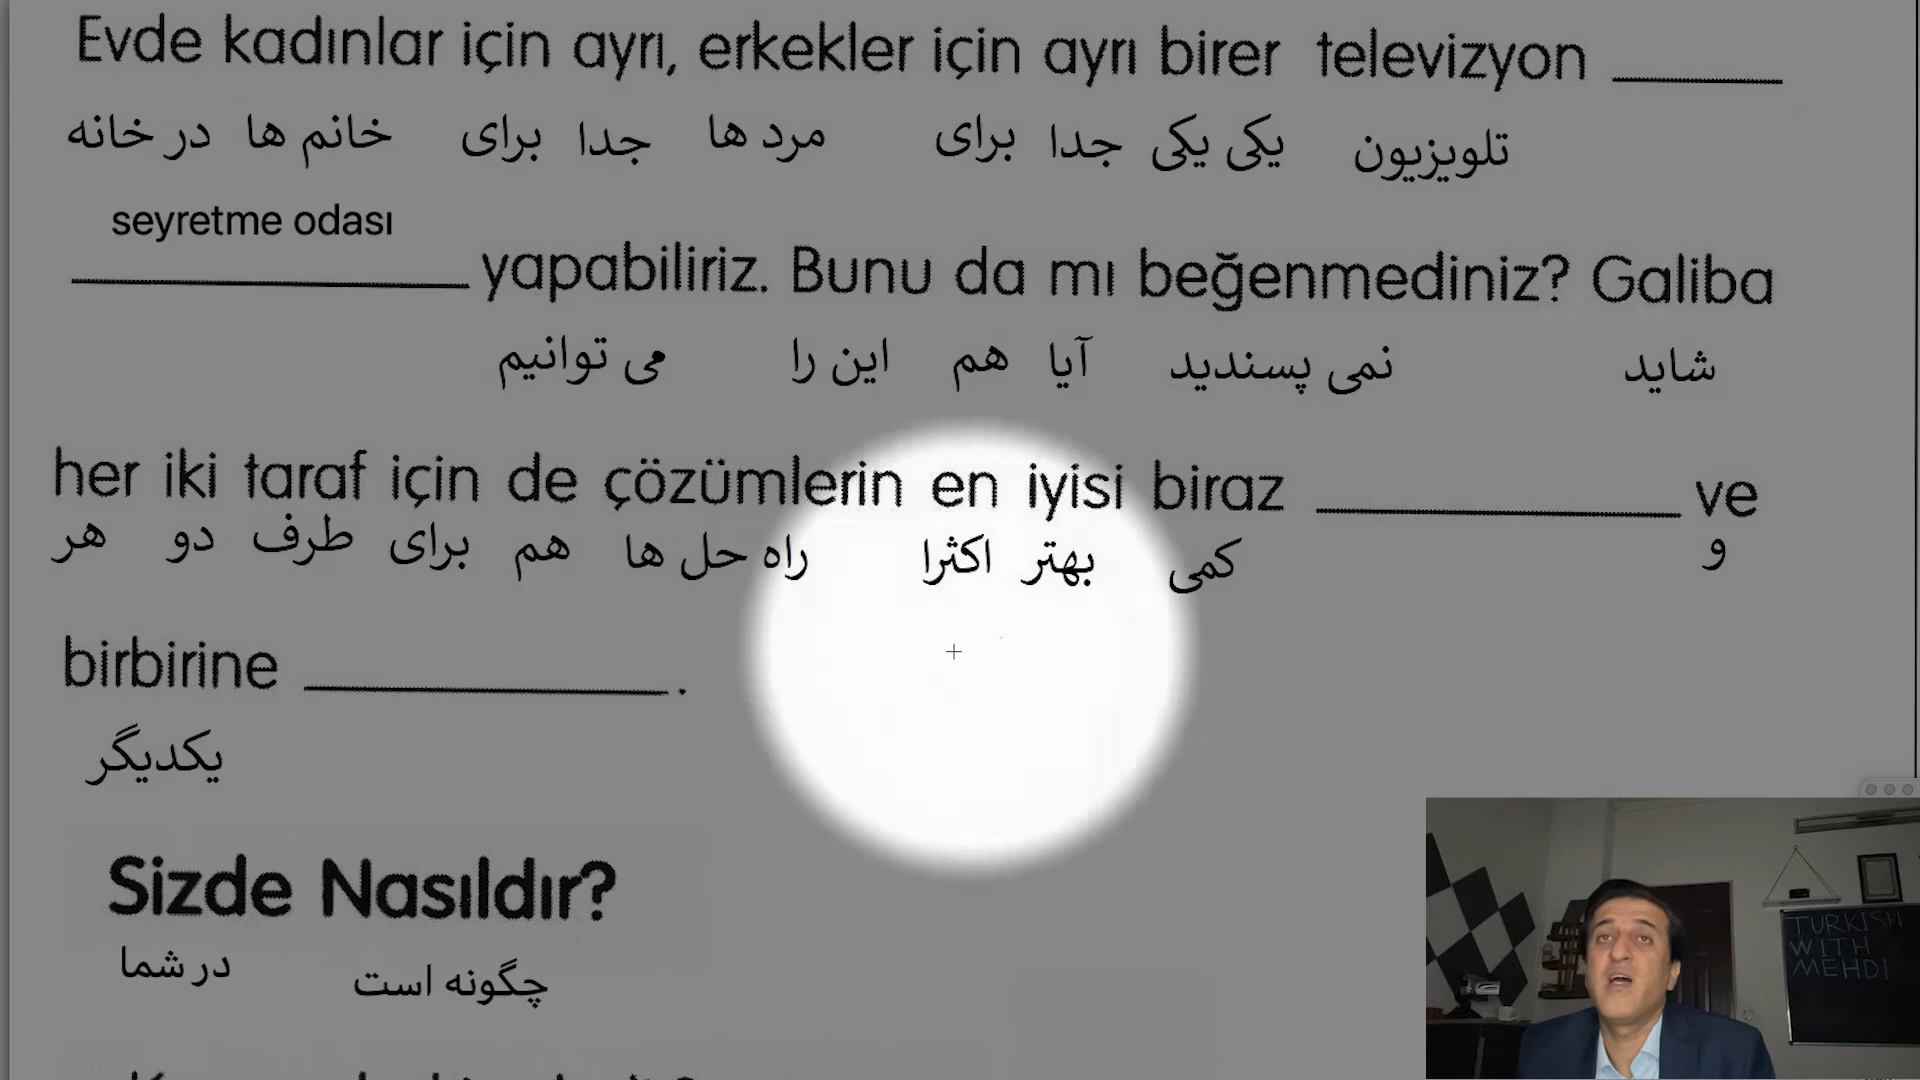 Evde kadınlar için ayrı, erkekler için ayrı birer televizyon
در خانه خانم ها برای جدا مرد ها برای جدا یکی یکی تلویزیون
seyretme odası
yapabiliriz. Bunu da mı beğenmediniz? Galiba
می توانیم این را هم آیا نمی پسندید شاید
her iki taraf için de çözümlerin en iyisi biraz ve
هر دو طرف برای هم راه حل ها اکثرا بهتر کمی و
birbirine .
یکدیگر
Sizde Nasıldır?
در شما چگونه است
TURKISH
WITH
MEHDI